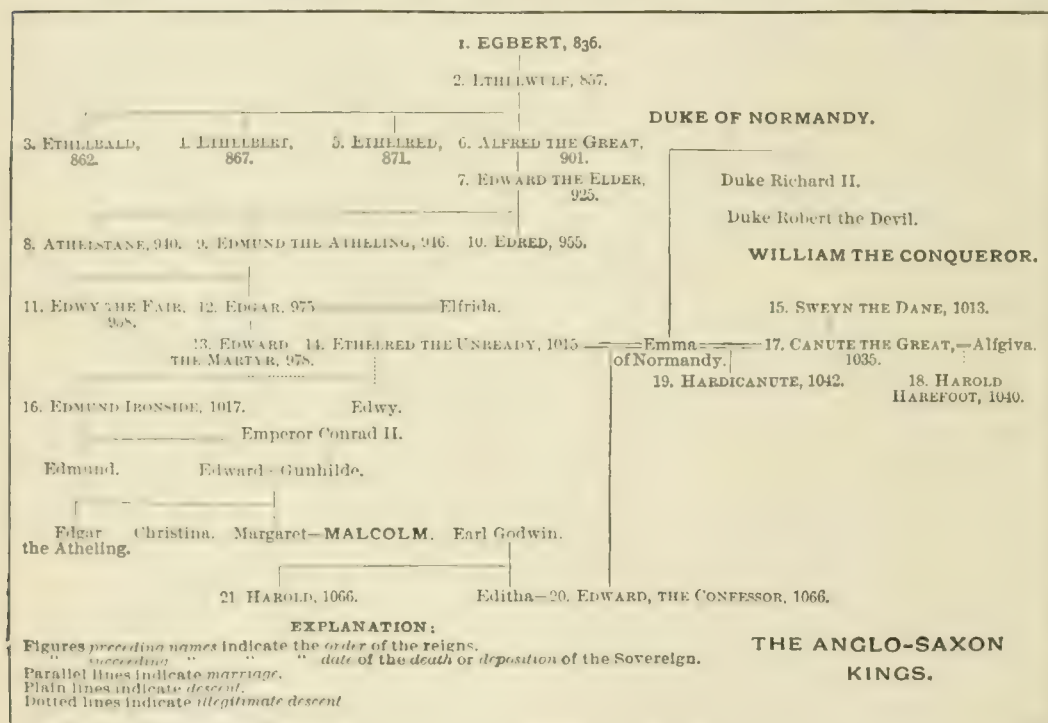 1. EGBERT, 836.
2. ETHELWULF, 857.
DUKE OF NORMANDY.
3. ETHELBALD, 862.
4. ETHELBERT, 867.
5. ETHELRED, 871.
6. ALFRED THE GREAT, 901.
Duke Richard II.
7. EDWARD THE ELDER, 925.
Duke Robert the Devil.
8. ATHELSTANE, 940. 9. EDMUND THE ATHELING, 946. 10. EDRED, 955.
WILLIAM THE CONQUEROR.
11. EDWY THE FAIR, 958.
12. EDGAR, 975
Elfrida.
15. SWEYN THE DANE, 1013.
13. EDWARD THE MARTYR, 978.
14. ETHELRED THE UNREADY, 1015
Emma of Normandy.
17. CANUTE THE GREAT, 1035.
Alfgiva.
19. HARDICANUTE, 1042.
18. HAROLD HAREFOOT, 1040.
16. EDMUND IRONSIDE, 1017.
Edwy.
Emperor Conrad II.
Edmund.
Edward - Gunhilde.
Edgar the Atheling.
Christina.
Margaret—MALCOLM.
Earl Godwin.
21 HAROLD, 1066.
Editha—20. EDWARD, THE CONFESSOR, 1066.
EXPLANATION:
Figures preceding names indicate the order of the reigns.
" succeeding " " " date of the death or deposition of the Sovereign.
Parallel lines indicate marriage.
Plain lines indicate descent.
Dotted lines indicate illegitimate descent
THE ANGLO-SAXON
KINGS.